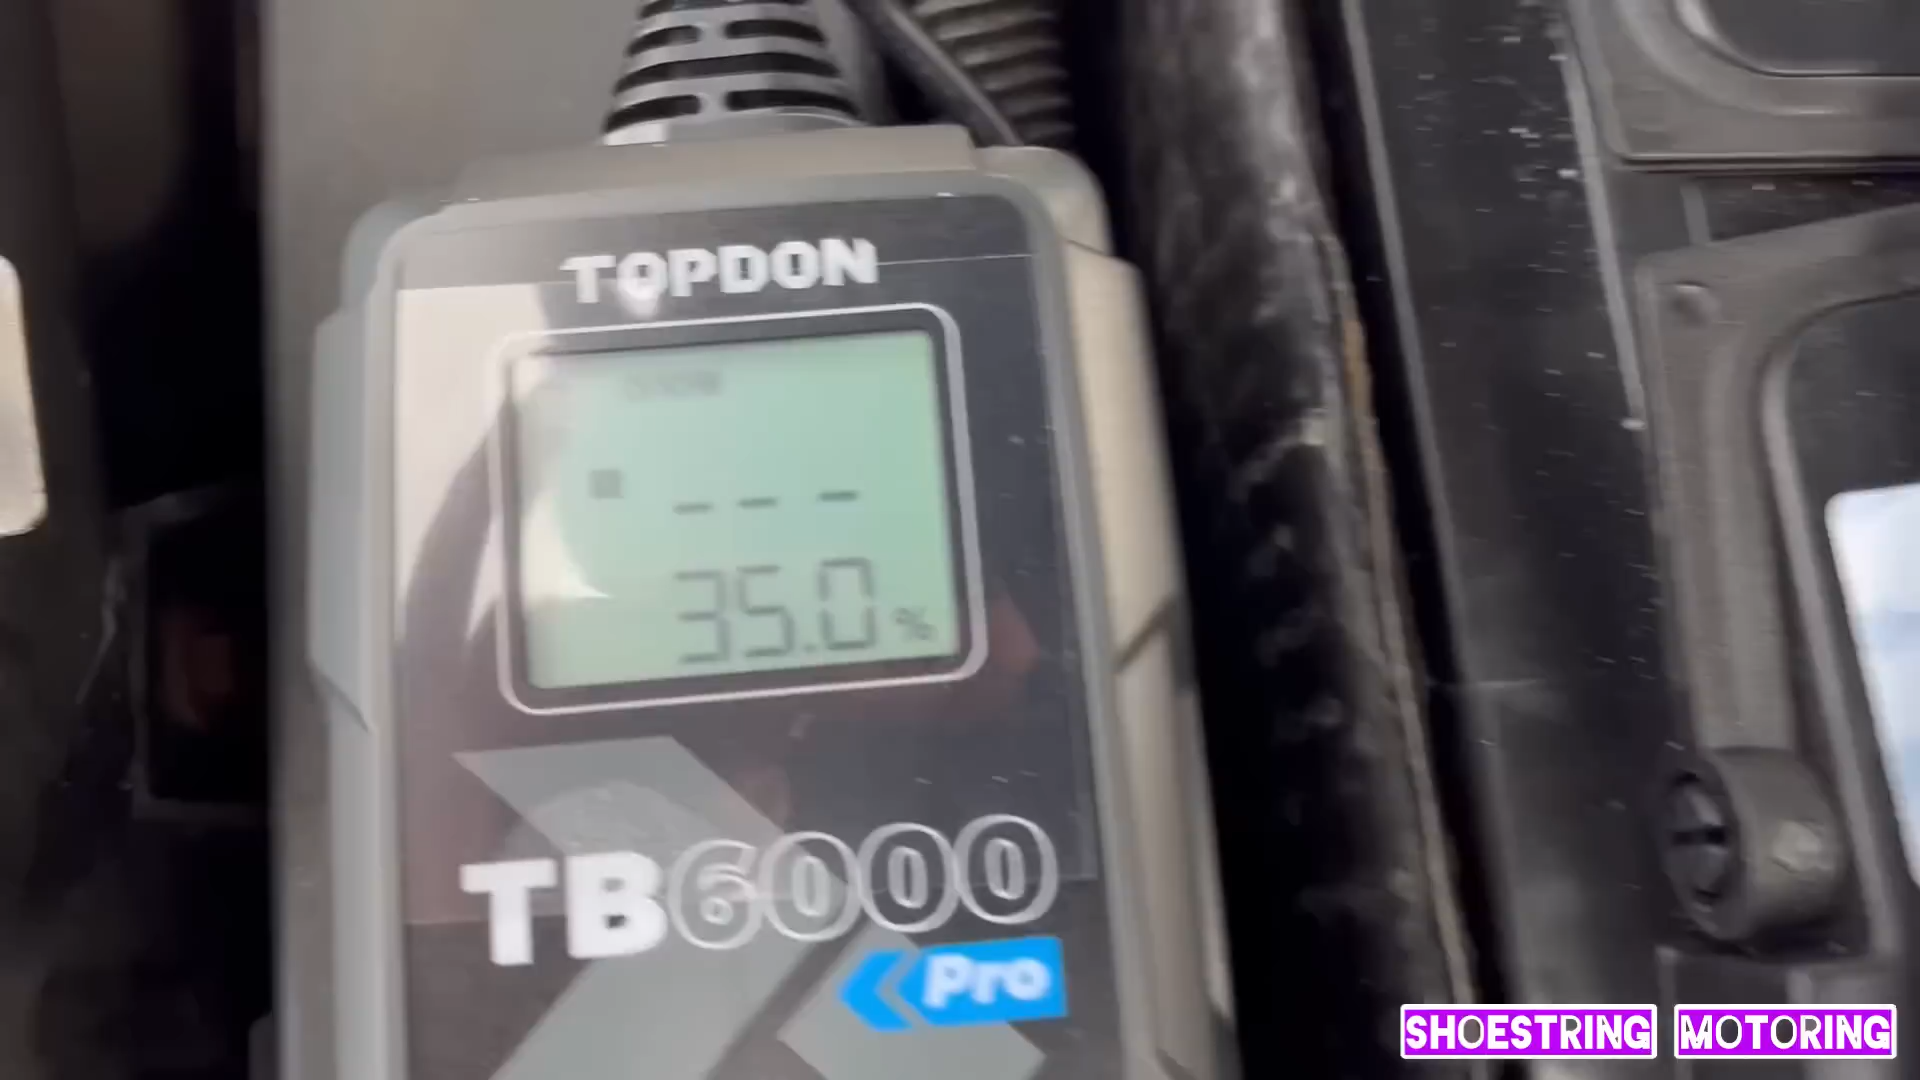 TOPDON
- - -
35.0 %
TB6000
Pro
SHOESTRING MOTORING